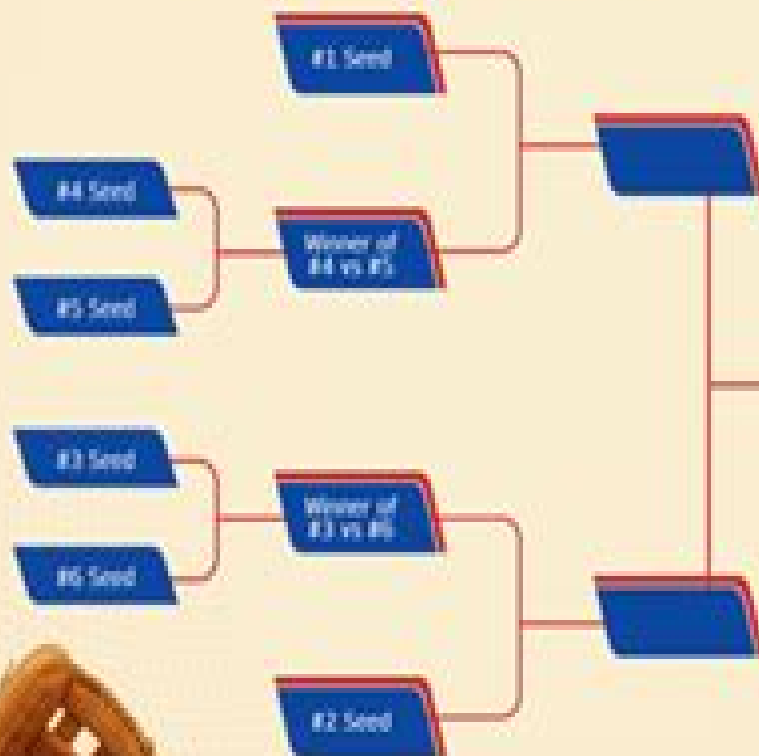 #1 Seed
#4 Seed
Winner of
#4 vs #5
#5 Seed
#3 Seed
Winner of
#3 vs #6
#6 Seed
#2 Seed